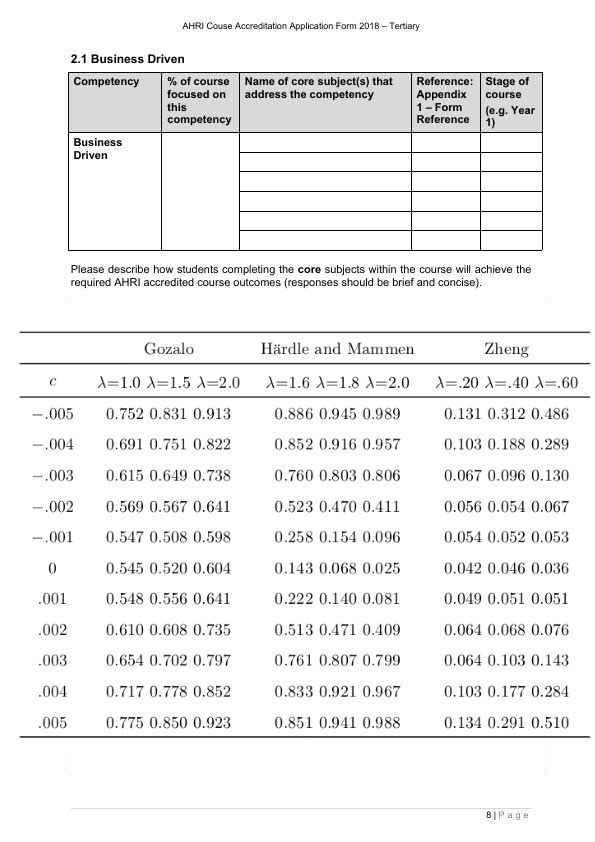 AHRI Couse Accreditation Application Form 2018 – Tertiary
2.1 Business Driven
Competency
% of course
focused on
this
competency
Name of core subject(s) that
address the competency
Reference:
Appendix
1 – Form
Reference
Stage of
course
(e.g. Year
1)
Business
Driven
Please describe how students completing the core subjects within the course will achieve the
required AHRI accredited course outcomes (responses should be brief and concise).
Gozalo Härdle and Mammen Zheng
c λ=1.0 λ=1.5 λ=2.0 λ=1.6 λ=1.8 λ=2.0 λ=.20 λ=.40 λ=.60
−.005 0.752 0.831 0.913 0.886 0.945 0.989 0.131 0.312 0.486
−.004 0.691 0.751 0.822 0.852 0.916 0.957 0.103 0.188 0.289
−.003 0.615 0.649 0.738 0.760 0.803 0.806 0.067 0.096 0.130
−.002 0.569 0.567 0.641 0.523 0.470 0.411 0.056 0.054 0.067
−.001 0.547 0.508 0.598 0.258 0.154 0.096 0.054 0.052 0.053
0 0.545 0.520 0.604 0.143 0.068 0.025 0.042 0.046 0.036
.001 0.548 0.556 0.641 0.222 0.140 0.081 0.049 0.051 0.051
.002 0.610 0.608 0.735 0.513 0.471 0.409 0.064 0.068 0.076
.003 0.654 0.702 0.797 0.761 0.807 0.799 0.064 0.103 0.143
.004 0.717 0.778 0.852 0.833 0.921 0.967 0.103 0.177 0.284
.005 0.775 0.850 0.923 0.851 0.941 0.988 0.134 0.291 0.510
8 | Page